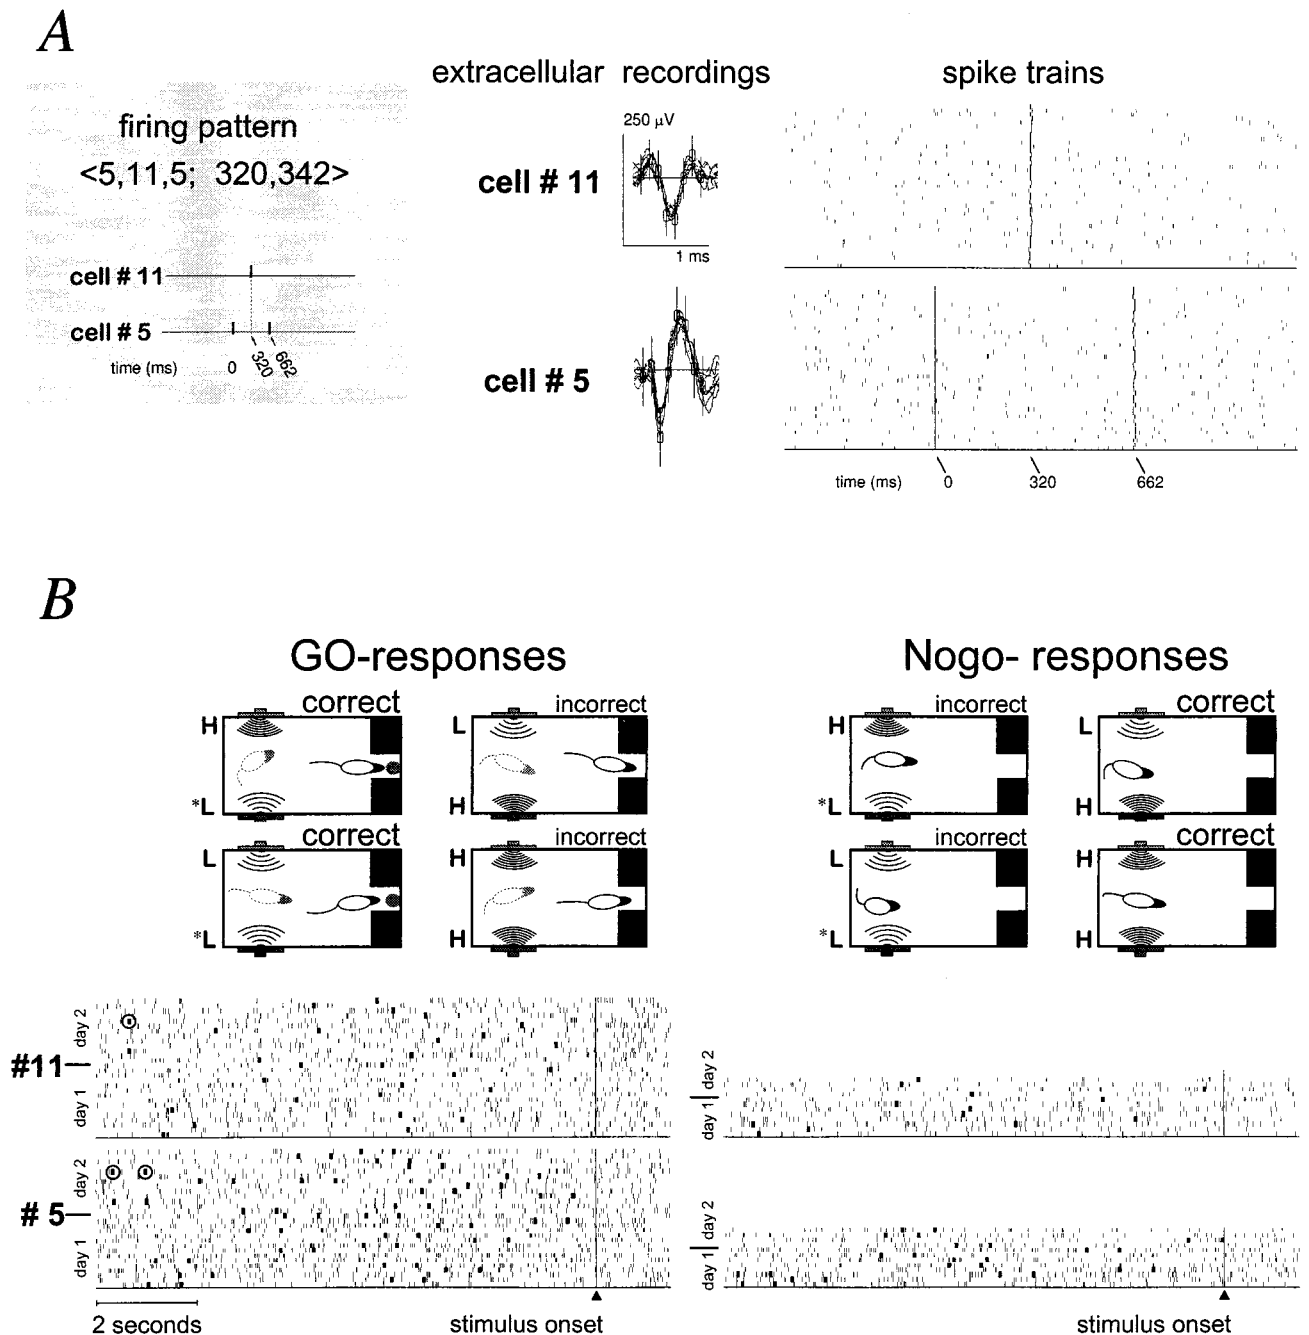 A
extracellular recordings
spike trains
firing pattern
<5,11,5; 320,342>
250 µV
cell # 11
1 ms
cell # 11
cell # 5
time (ms) 0 320 662
cell # 5
time (ms) 0 320 662
B
GO-responses
Nogo- responses
correct
incorrect
incorrect
correct
H
L
H
L
*L
H
*L
H
correct
incorrect
incorrect
correct
L
H
L
H
*L
H
*L
H
#11
day 2
day 1
day 2
day 1
# 5
day 2
day 1
day 2
day 1
2 seconds
stimulus onset
stimulus onset